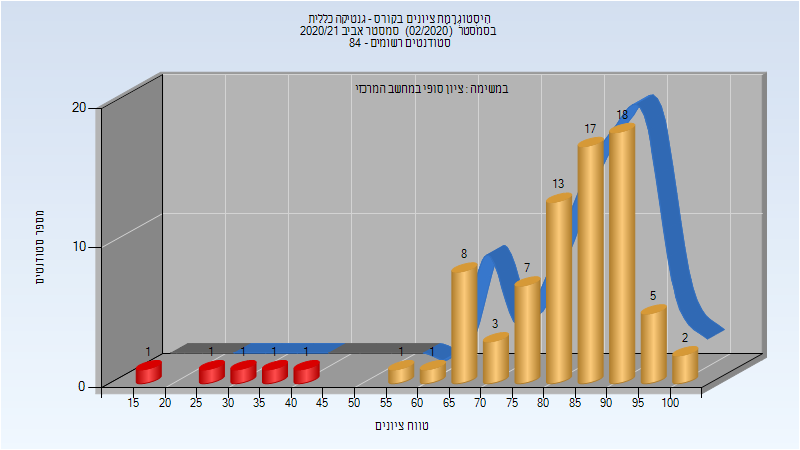 היסטוגרמת ציונים בקורס - גנטיקה כללית
בסמסטר (02/2020) סמסטר אביב 2020/21
סטודנטים רשומים - 84
במשימה : ציון סופי במחשב המרכזי
מספר סטודנטים
20
10
0
1 1 1 1 1 1 1 8 3 7 13 17 18 5 2
15 20 25 30 35 40 45 50 55 60 65 70 75 80 85 90 95 100
טווח ציונים